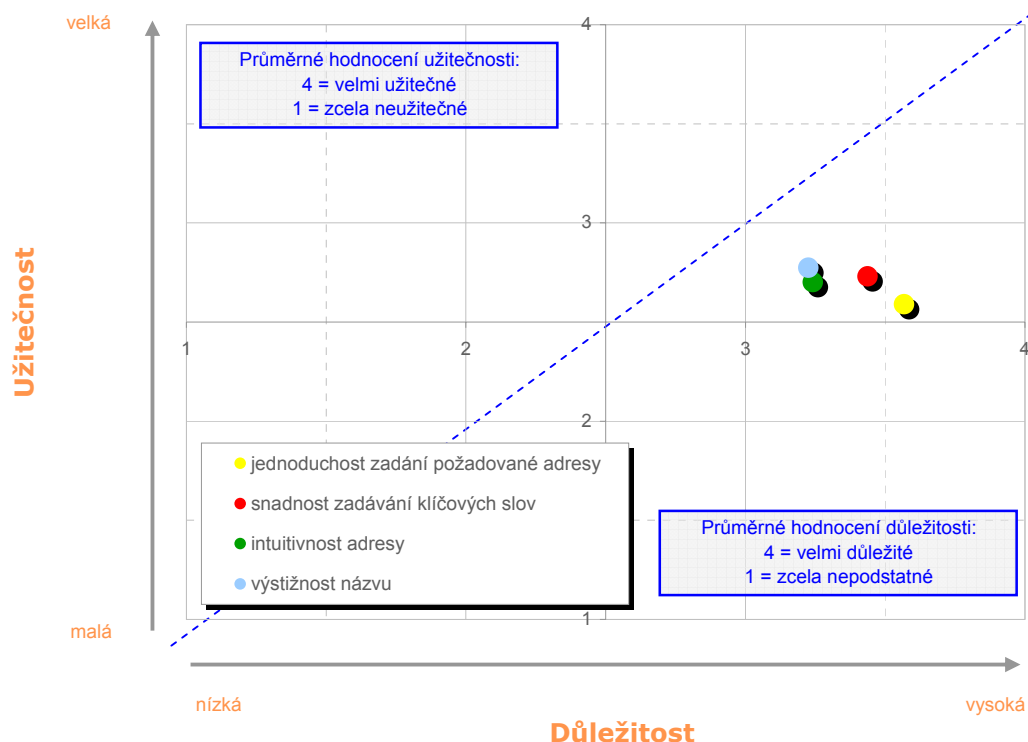 velká
4
Průměrné hodnocení užitečnosti:
4 = velmi užitečné
1 = zcela neužitečné
3
Užitečnost
1
2
3
4
2
jednoduchost zadání požadované adresy
snadnost zadávání klíčových slov
intuitivnost adresy
výstižnost názvu
Průměrné hodnocení důležitosti:
4 = velmi důležité
1 = zcela nepodstatné
malá
1
nízká
vysoká
Důležitost